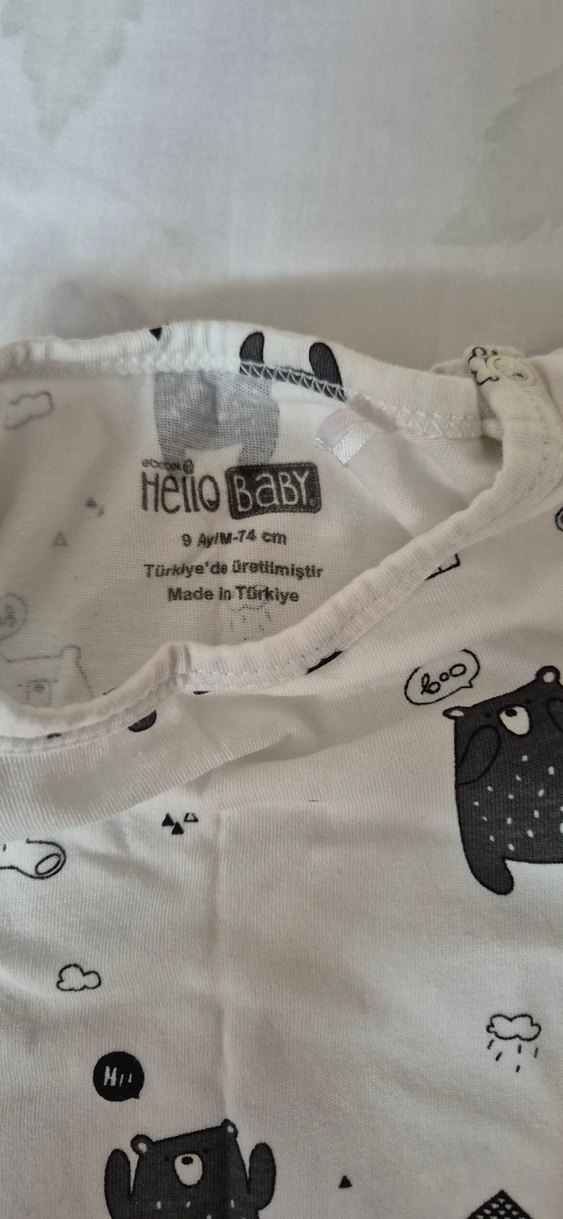 ebebek
Hello BABY
9 Ay/M-74 cm
Türkiye'de üretilmiştir
Made in Türkiye
boo
Hi!